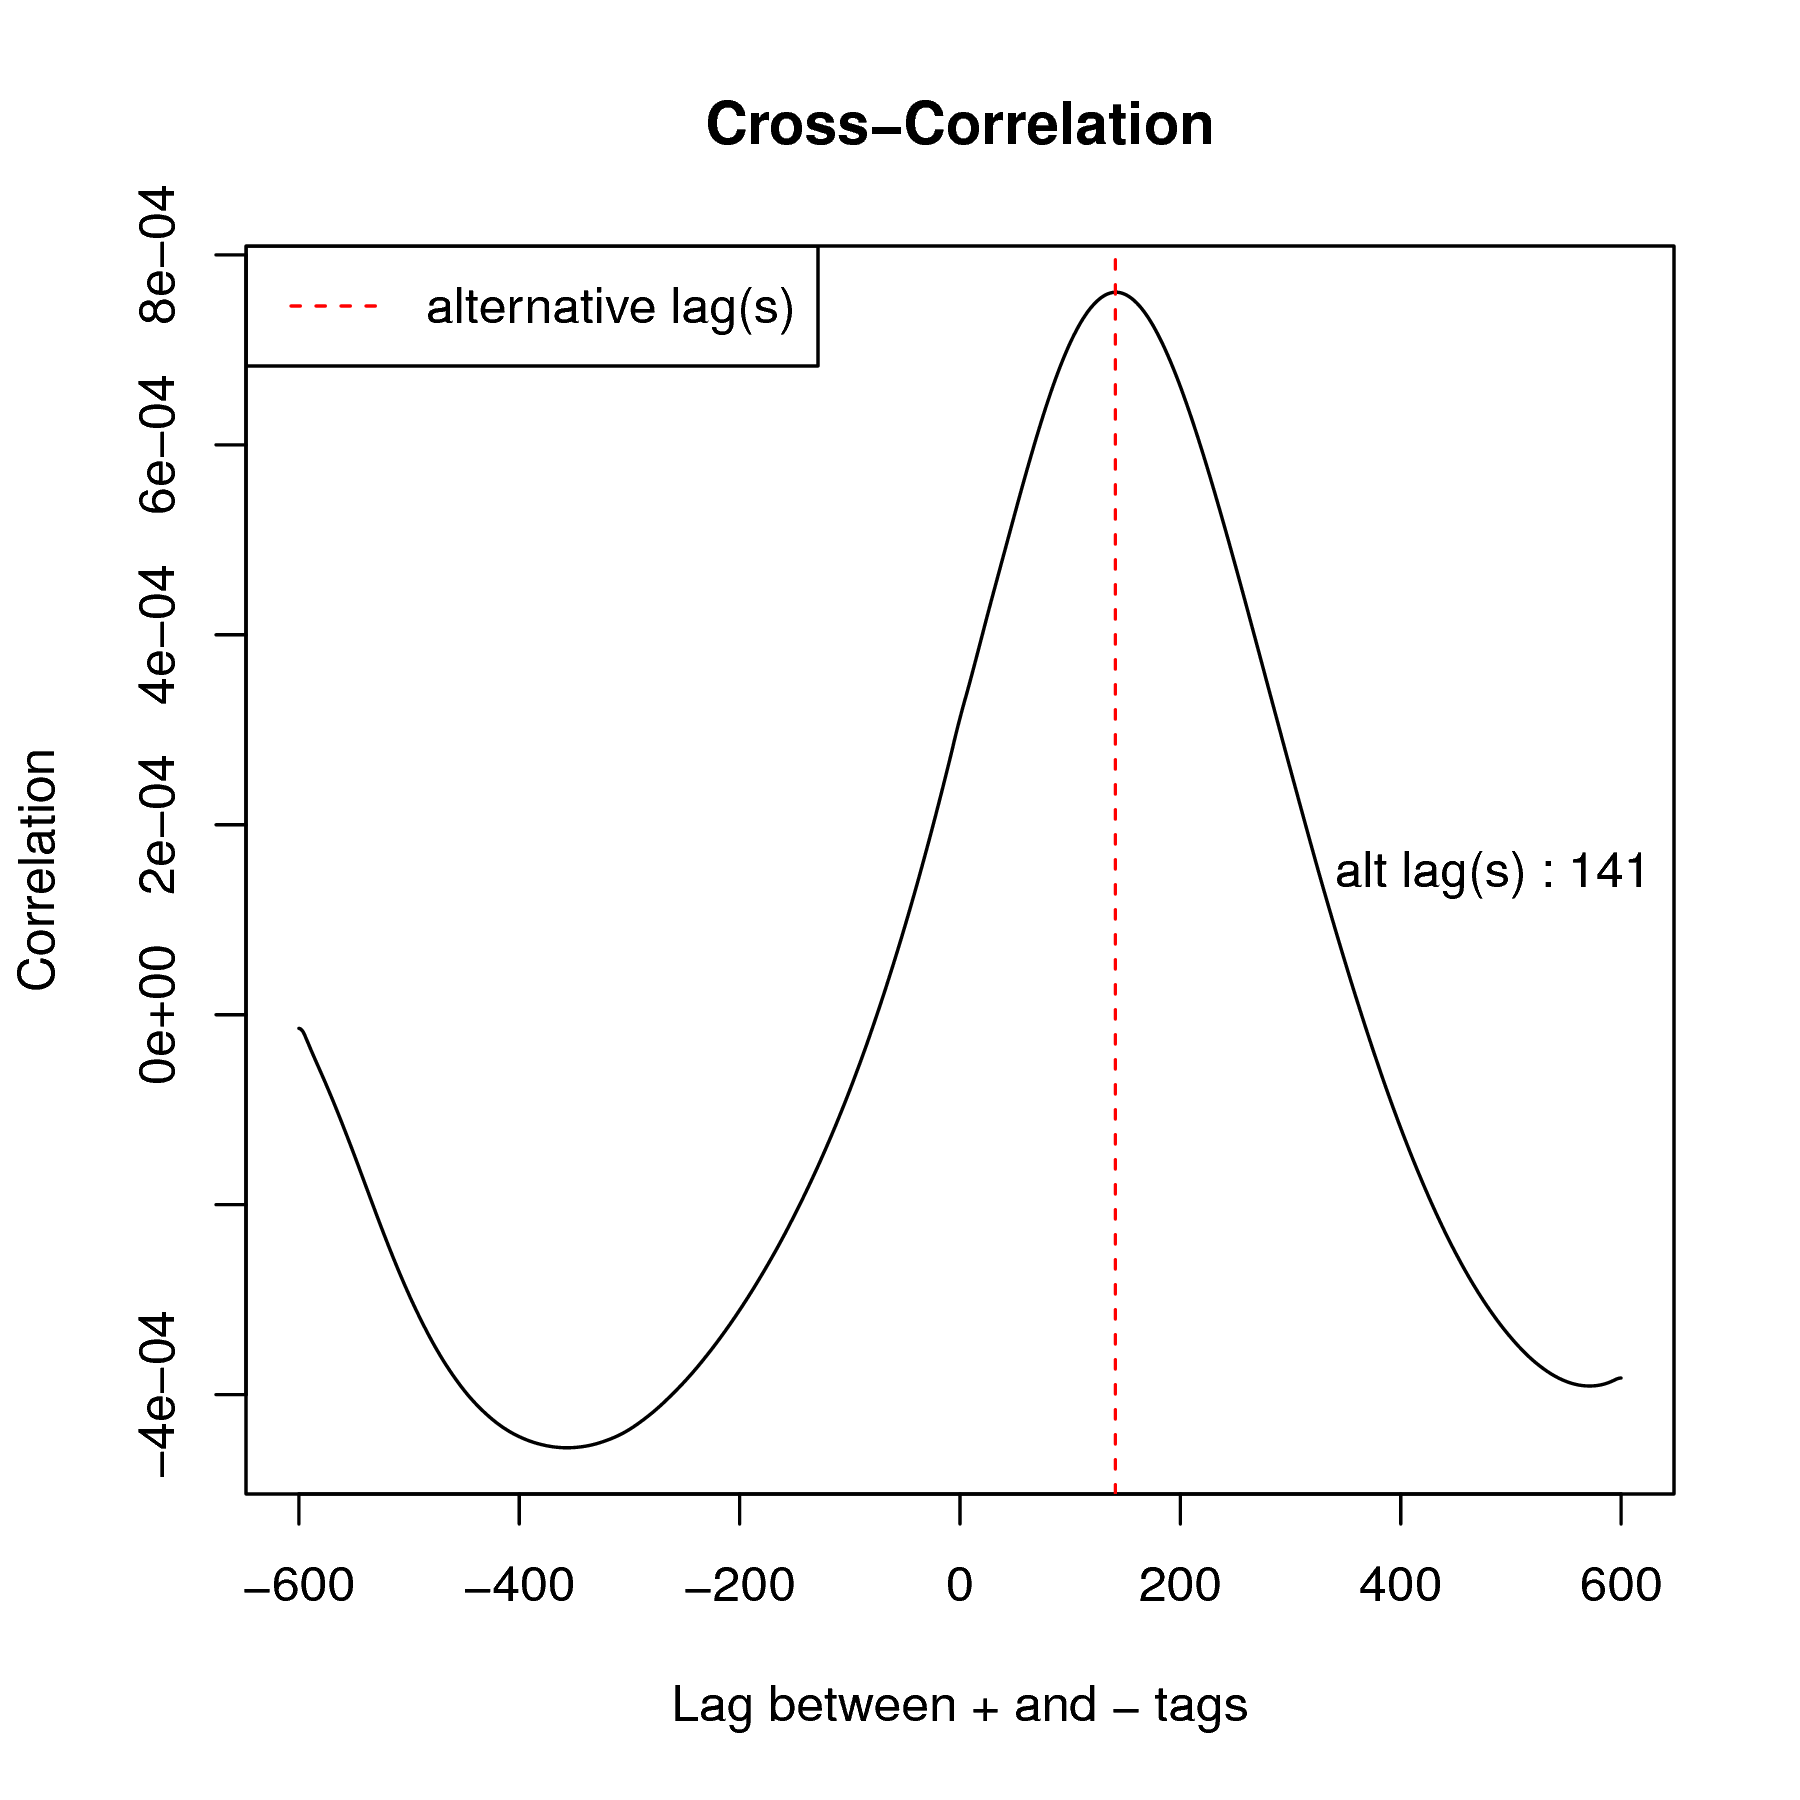 Cross−Correlation
alternative lag(s)
8e−04
6e−04
4e−04
2e−04
0e+00
−4e−04
Correlation
alt lag(s) : 141
−600 −400 −200 0 200 400 600
Lag between + and − tags